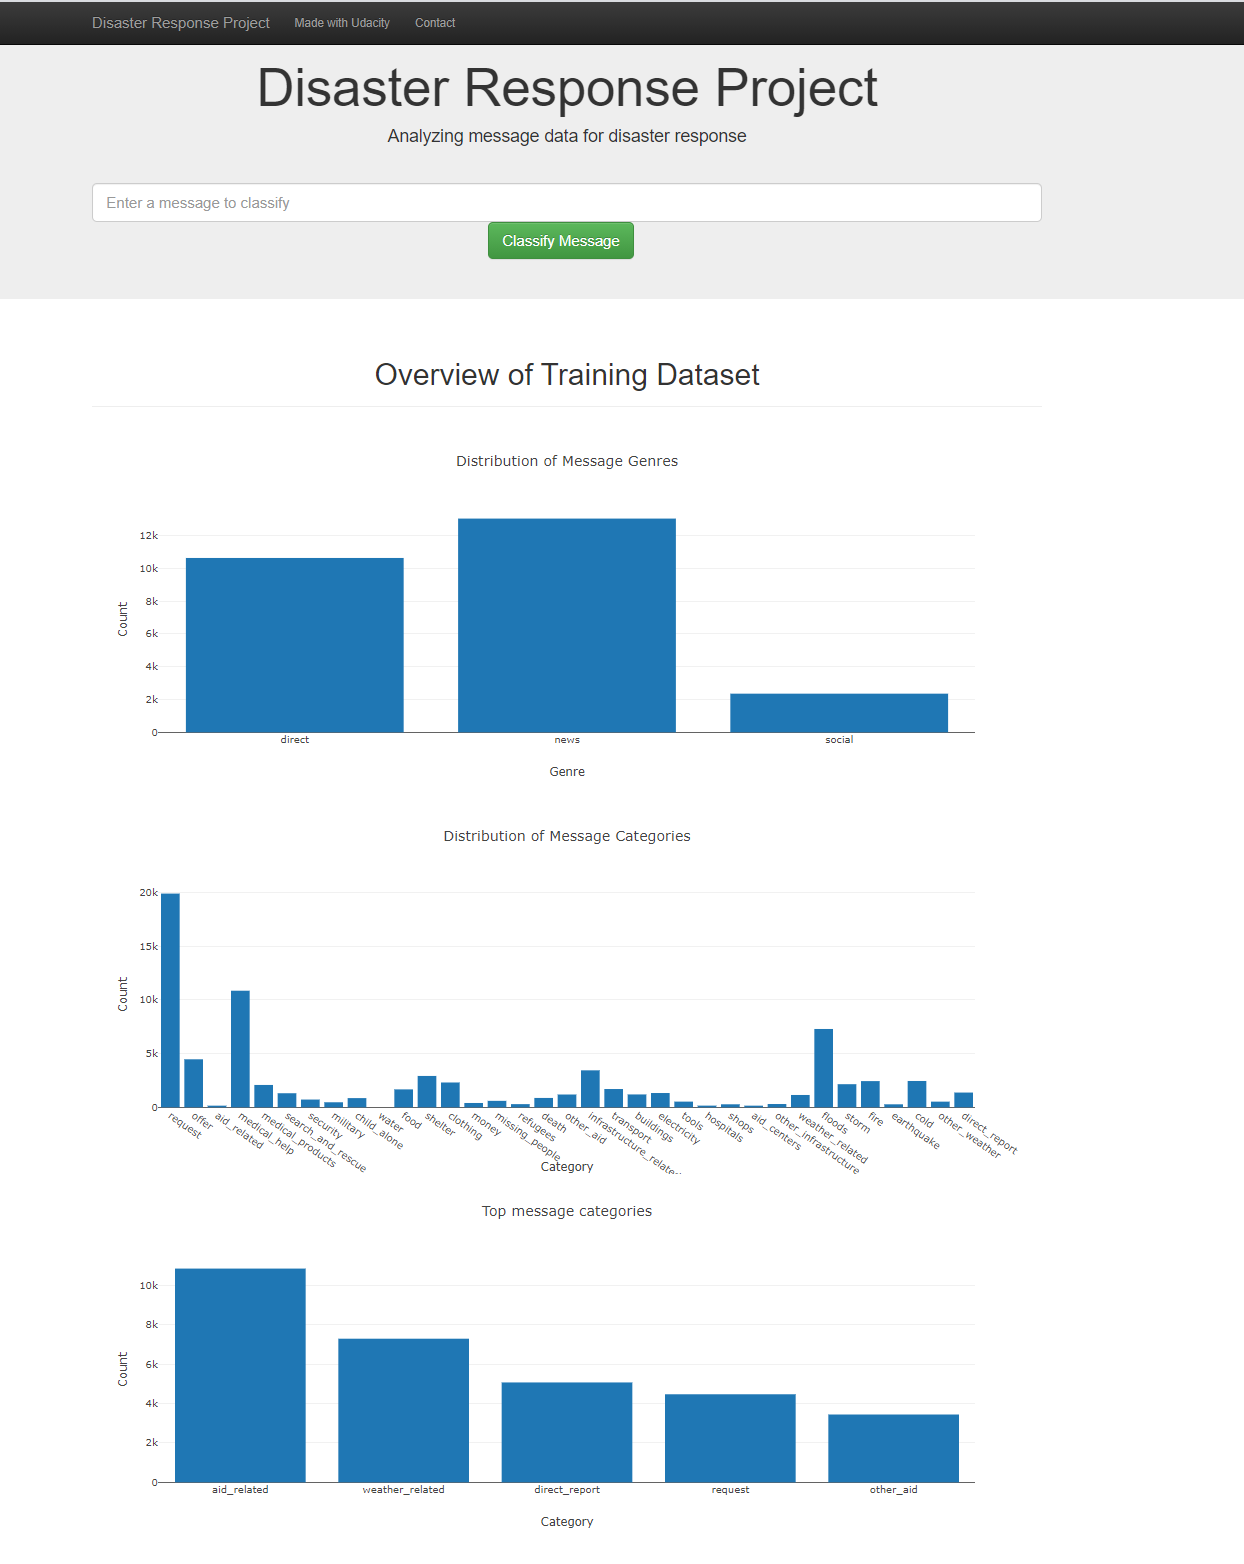 Disaster Response Project Made with Udacity Contact
Disaster Response Project
Analyzing message data for disaster response
Enter a message to classify
Classify Message
Overview of Training Dataset
Distribution of Message Genres
12k
10k
8k
6k
4k
2k
0
Count
direct news social
Genre
Distribution of Message Categories
20k
15k
10k
5k
0
Count
request
offer
aid_related
medical_help
medical_products
search_and_rescue
security
military
child_alone
water
food
shelter
clothing
money
missing_people
refugees
death
other_aid
infrastructure_relate
transport
buildings
electricity
tools
hospitals
shops
aid_centers
other_infrastructure
weather_related
floods
storm
fire
earthquake
cold
other_weather
direct_report
Category
Top message categories
10k
8k
6k
4k
2k
0
Count
aid_related weather_related direct_report request other_aid
Category